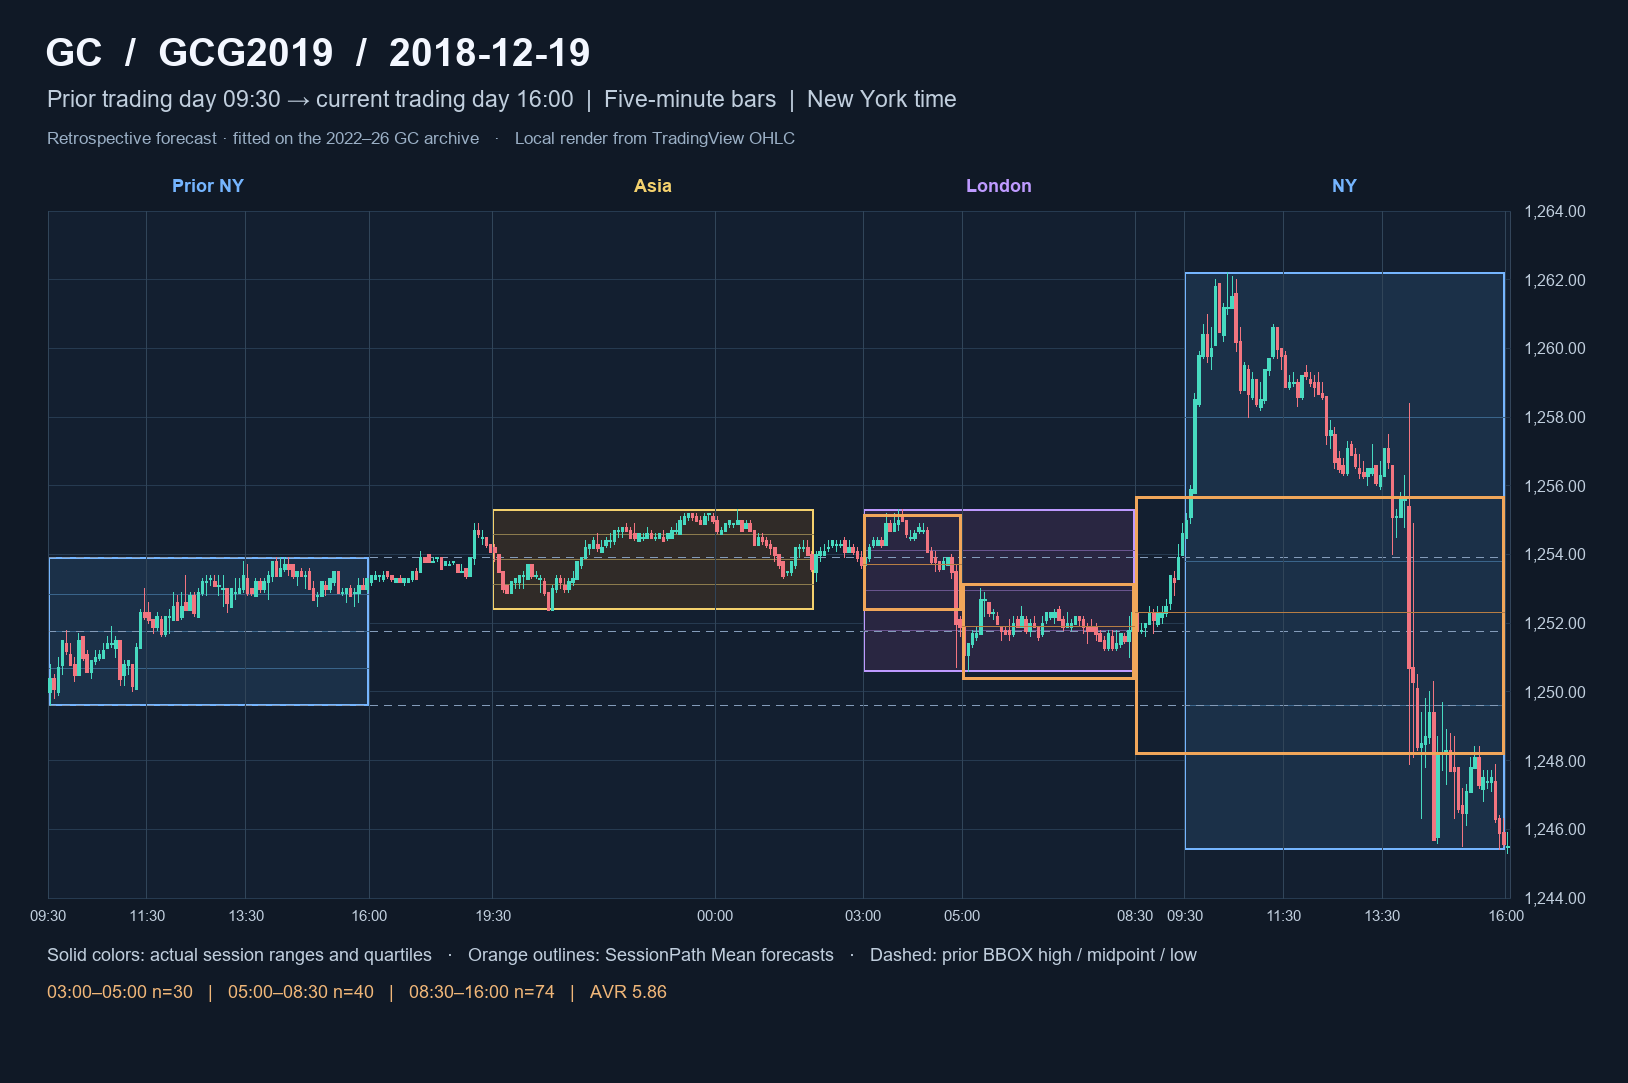 GC / GCG2019 / 2018-12-19
Prior trading day 09:30 → current trading day 16:00 | Five-minute bars | New York time
Retrospective forecast · fitted on the 2022–26 GC archive · Local render from TradingView OHLC
Prior NY Asia London NY
1,264.00
1,262.00
1,260.00
1,258.00
1,256.00
1,254.00
1,252.00
1,250.00
1,248.00
1,246.00
1,244.00
09:30 11:30 13:30 16:00 19:30 00:00 03:00 05:00 08:30 09:30 11:30 13:30 16:00
Solid colors: actual session ranges and quartiles · Orange outlines: SessionPath Mean forecasts · Dashed: prior BBOX high / midpoint / low
03:00–05:00 n=30 | 05:00–08:30 n=40 | 08:30–16:00 n=74 | AVR 5.86